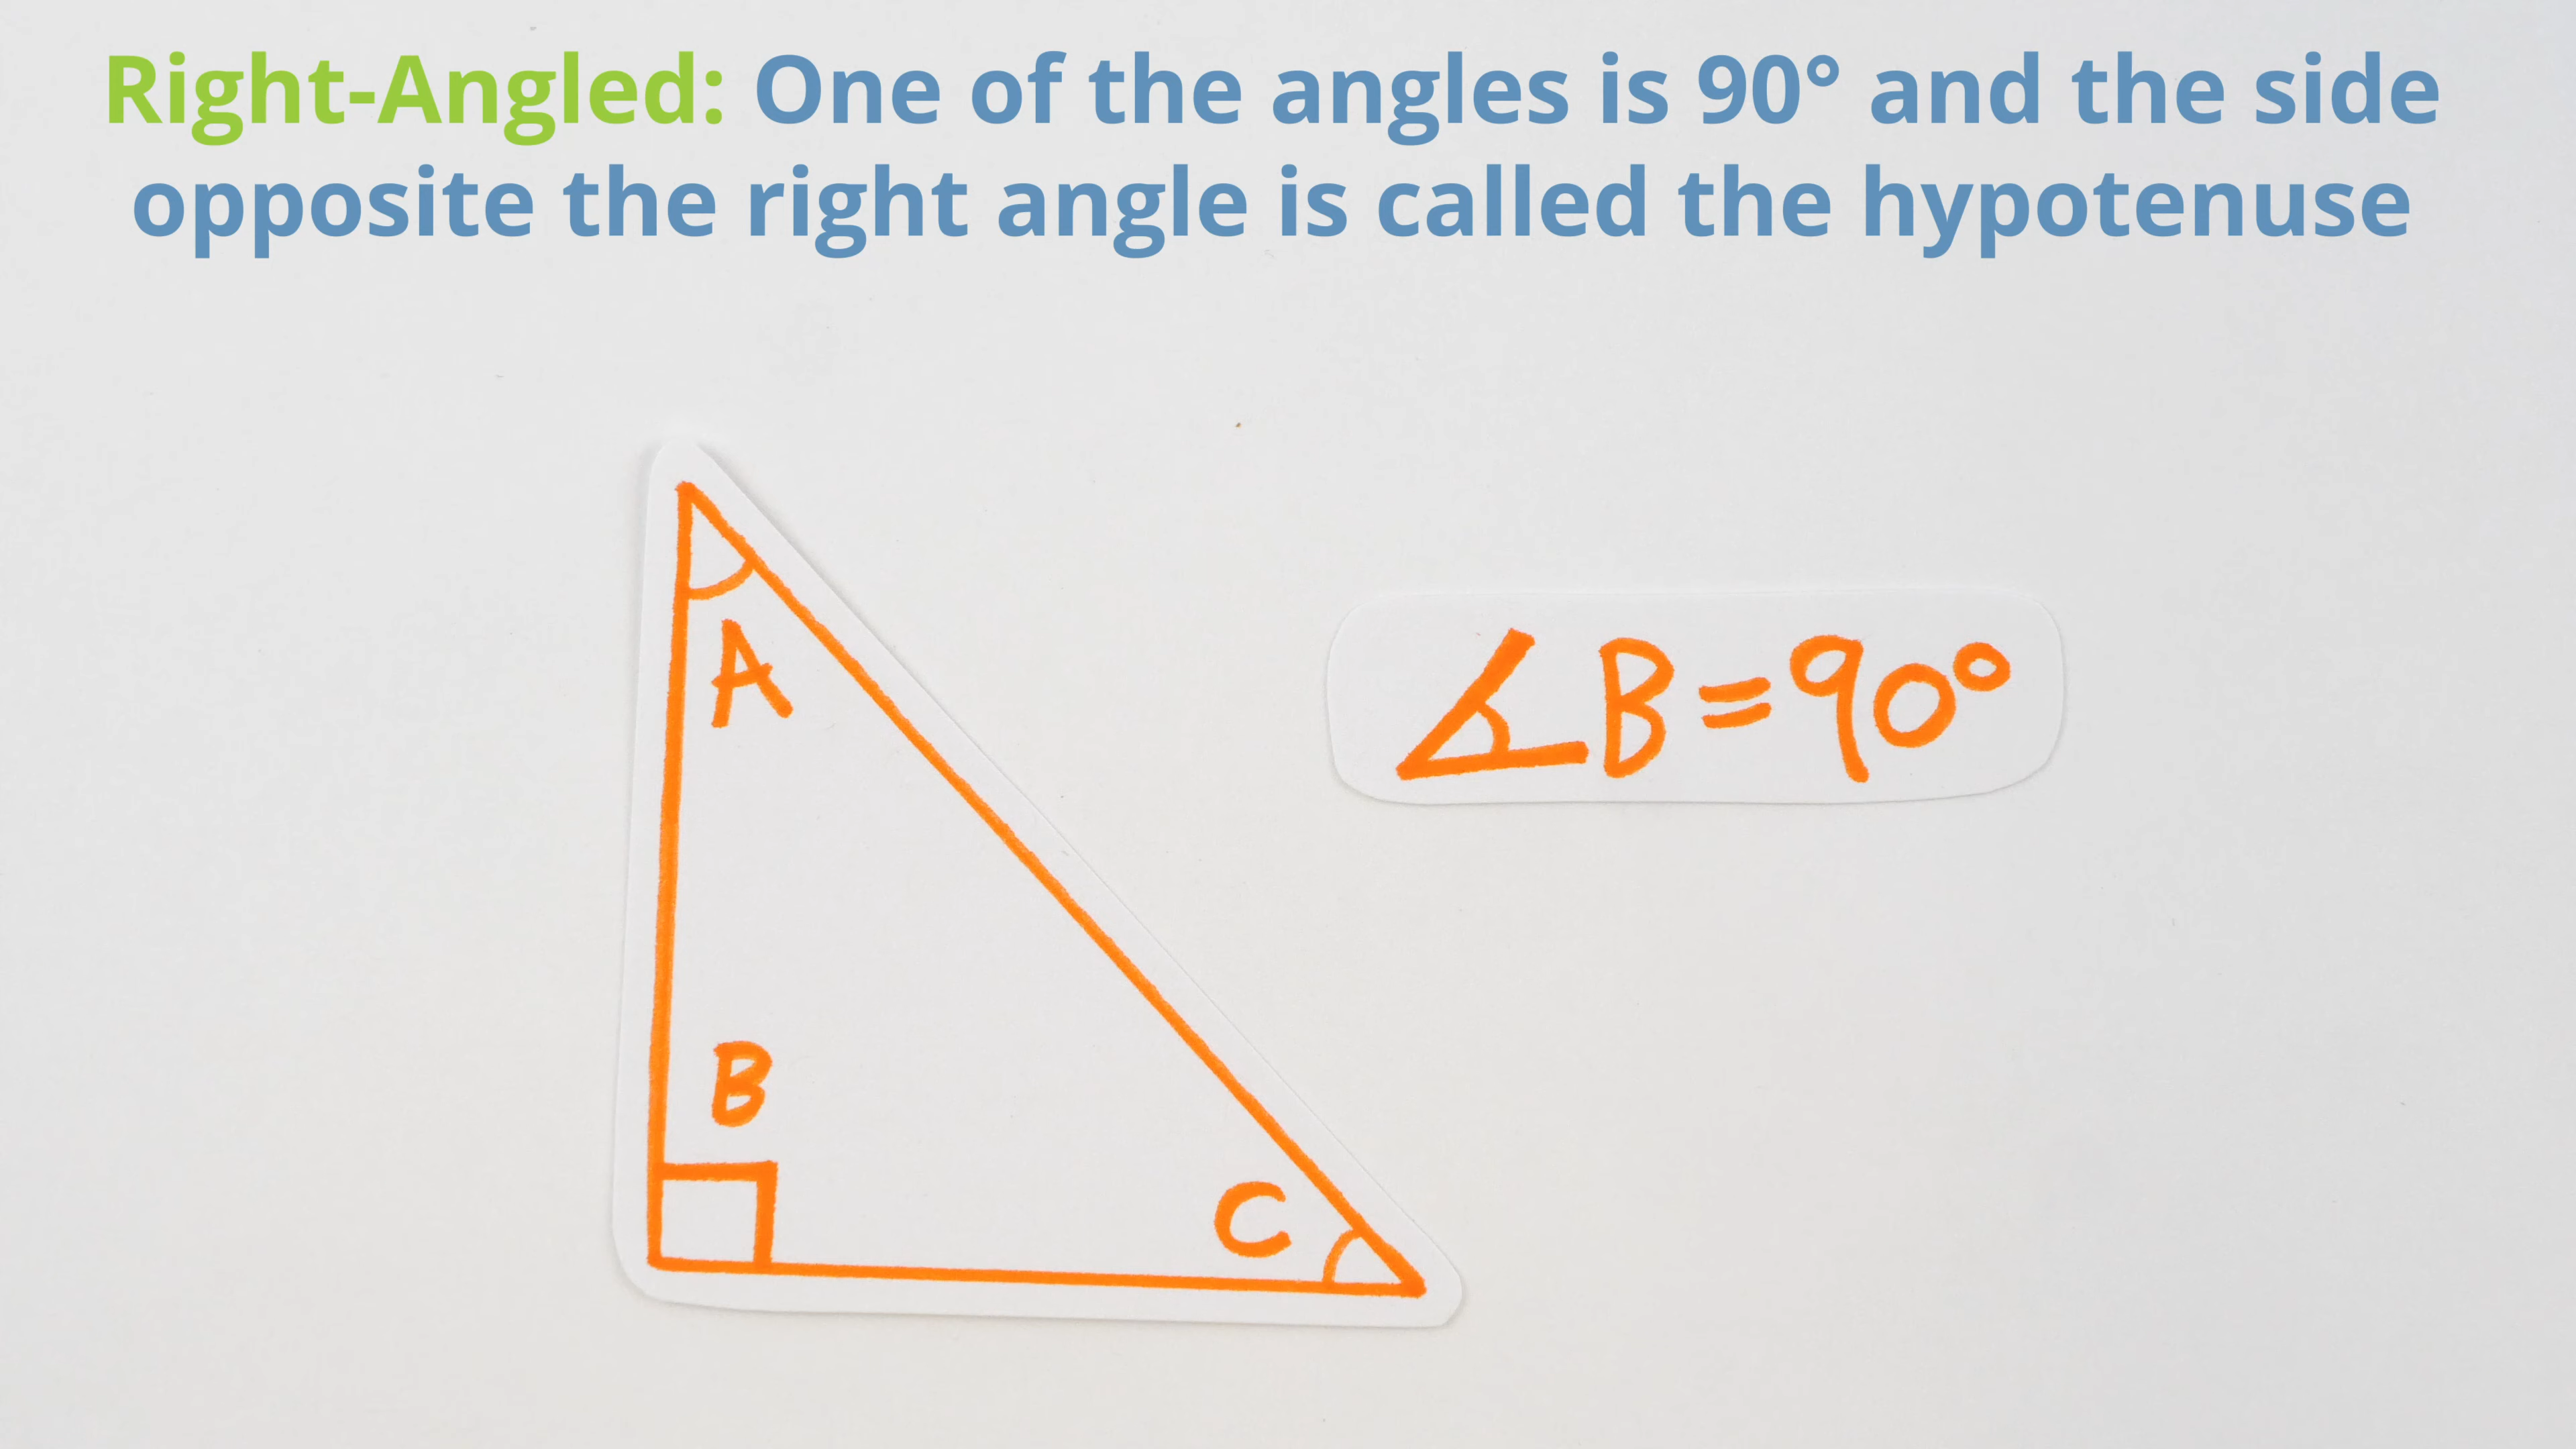 Right-Angled: One of the angles is 90° and the side
opposite the right angle is called the hypotenuse
A
∡B=90°
B
C